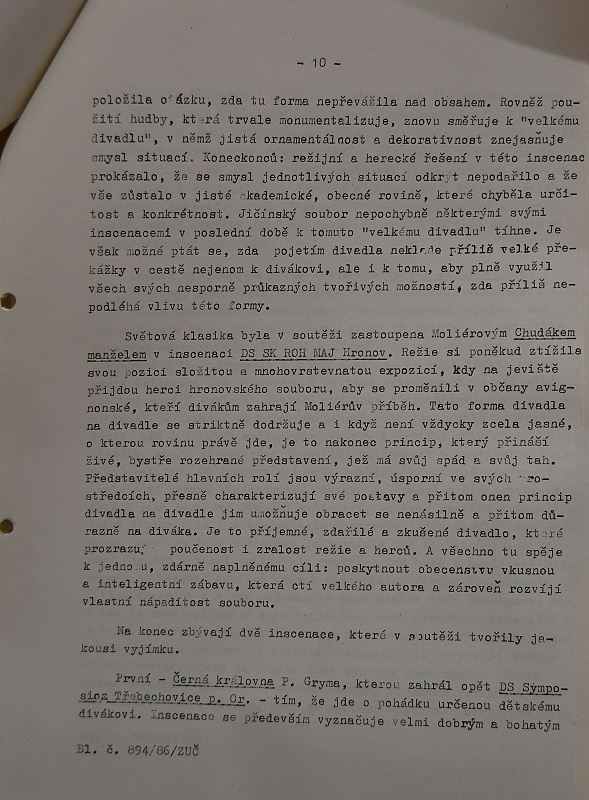 - 10 -
položila otázku, zda tu forma nepřevážila nad obsahem. Rovněž pou-
žití hudby, která trvale monumentalizuje, znovu směřuje k "velkému
divadlu", v němž jistá ornamentálnost a dekorativnost znejasňuje
smysl situací. Koneckonců: režijní a herecké řešení v této inscenac
prokázalo, že se smysl jednotlivých situací odkrýt nepodařilo a že
vše zůstalo v jisté akademické, obecné rovině, které chyběla urči-
tost a konkrétnost. Jičínský soubor nepochybně některými svými
inscenacemi v poslední době k tomuto "velkému divadlu" tíhne. Je
však možné ptát se, zda pojetím divadla neklade příliš velké pře-
kážky v cestě nejenom k divákovi, ale i k tomu, aby plně využil
všech svých nesporně průkazných tvořivých možností, zda příliš ne-
podléhá vlivu této formy.
Světová klasika byla v soutěži zastoupena Moliérovým Chudákem
manželem v inscenaci DS SK ROH MAJ Hronov. Režie si poněkud ztížila
svou pozici složitou a mnohovrstevnatou expozicí, kdy na jeviště
přijdou herci hronovského souboru, aby se proměnili v občany avig-
nonské, kteří divákům zahrají Moliérův příběh. Tato forma divadla
na divadle se striktně dodržuje a i když není vždycky zcela jasné,
o kterou rovinu právě jde, je to nakonec princip, který přináší
živé, bystře rozehrané představení, jež má svůj spád a svůj tah.
Představitelé hlavních rolí jsou výrazní, úsporní ve svých pro-
středcích, přesně charakterizují své postavy a přitom onen princip
divadla na divadle jim umožňuje obracet se nenásilně a přitom dů-
razně na diváka. Je to příjemné, zdařilé a zkušené divadlo, které
prozrazují poučenost i zralost režie a herců. A všechno tu spěje
k jednomu, zdárně naplněnému cíli: poskytnout obecenstvu vkusnou
a inteligentní zábavu, která ctí velkého autora a zároveň rozvíjí
vlastní nápaditost souboru.
Na konec zbývají dvě inscenace, které v soutěži tvořily ja-
kousi vyjímku.
První - Černá královna P. Gryma, kterou zahrál opět DS Sympo-
sion Třebechovice p. Or. - tím, že jde o pohádku určenou dětskému
divákovi. Inscenace se především vyznačuje velmi dobrým a bohatým
Bl. č. 894/86/ZUČ